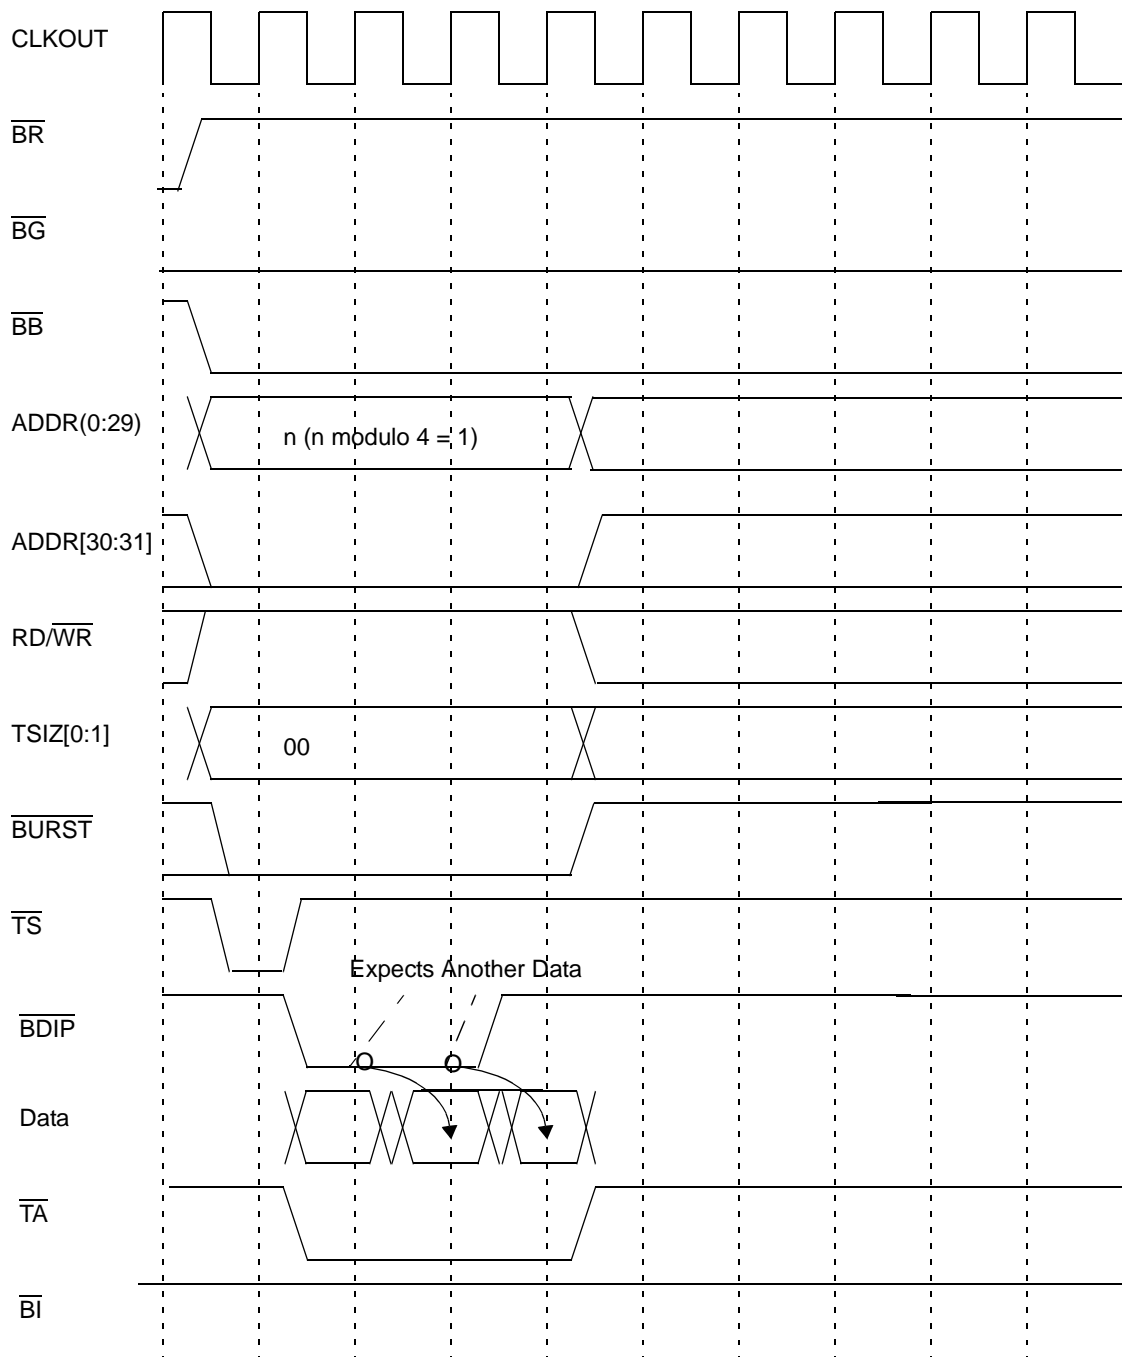 CLKOUT
BR
BG
BB
ADDR(0:29)
n (n modulo 4 = 1)
ADDR[30:31]
RD/WR
TSIZ[0:1]
00
BURST
TS
Expects Another Data
BDIP
Data
TA
BI